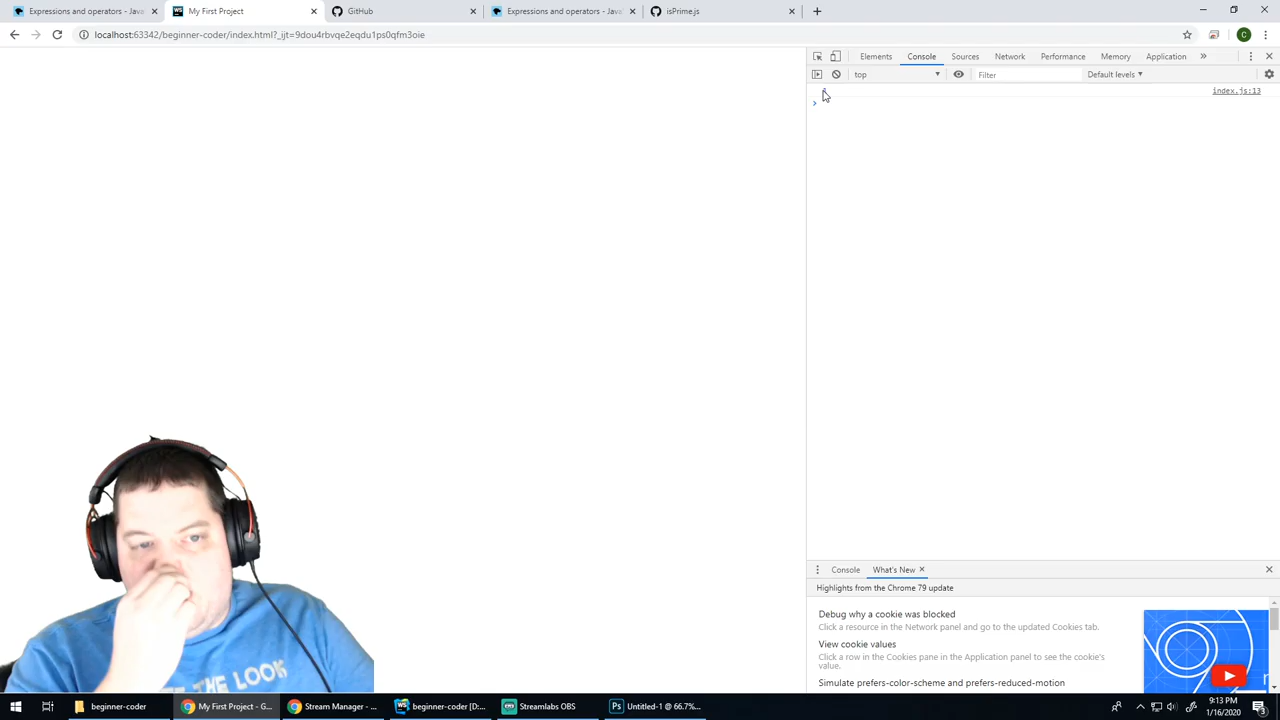 Expressions and operators - Java
My First Project
GitHub
Expressions and operators - Java
isPrime.js
localhost:63342/beginner-coder/index.html?_ijt=9dou4rbvqe2eqdu1ps0qfm3oie
C
Elements
Console
Sources
Network
Performance
Memory
Application
top
Filter
Default levels
index.js:13
Console
What's New
Highlights from the Chrome 79 update
Debug why a cookie was blocked
Click a resource in the Network panel and go to the updated Cookies tab.
View cookie values
Click a row in the Cookies pane in the Application panel to see the cookie's
value.
Simulate prefers-color-scheme and prefers-reduced-motion
THE LOOK
beginner-coder
My First Project - G...
Stream Manager - ...
WS
beginner-coder [D:...
Streamlabs OBS
Ps
Untitled-1 @ 66.7%...
9:13 PM
1/16/2020
3